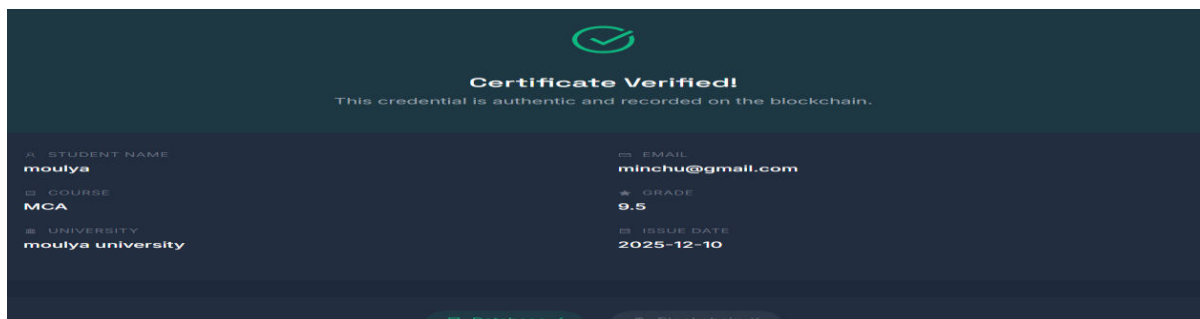 Certificate Verified!
This credential is authentic and recorded on the blockchain.
STUDENT NAME
moulya
EMAIL
minchu@gmail.com
COURSE
MCA
GRADE
9.5
UNIVERSITY
moulya university
ISSUE DATE
2025-12-10